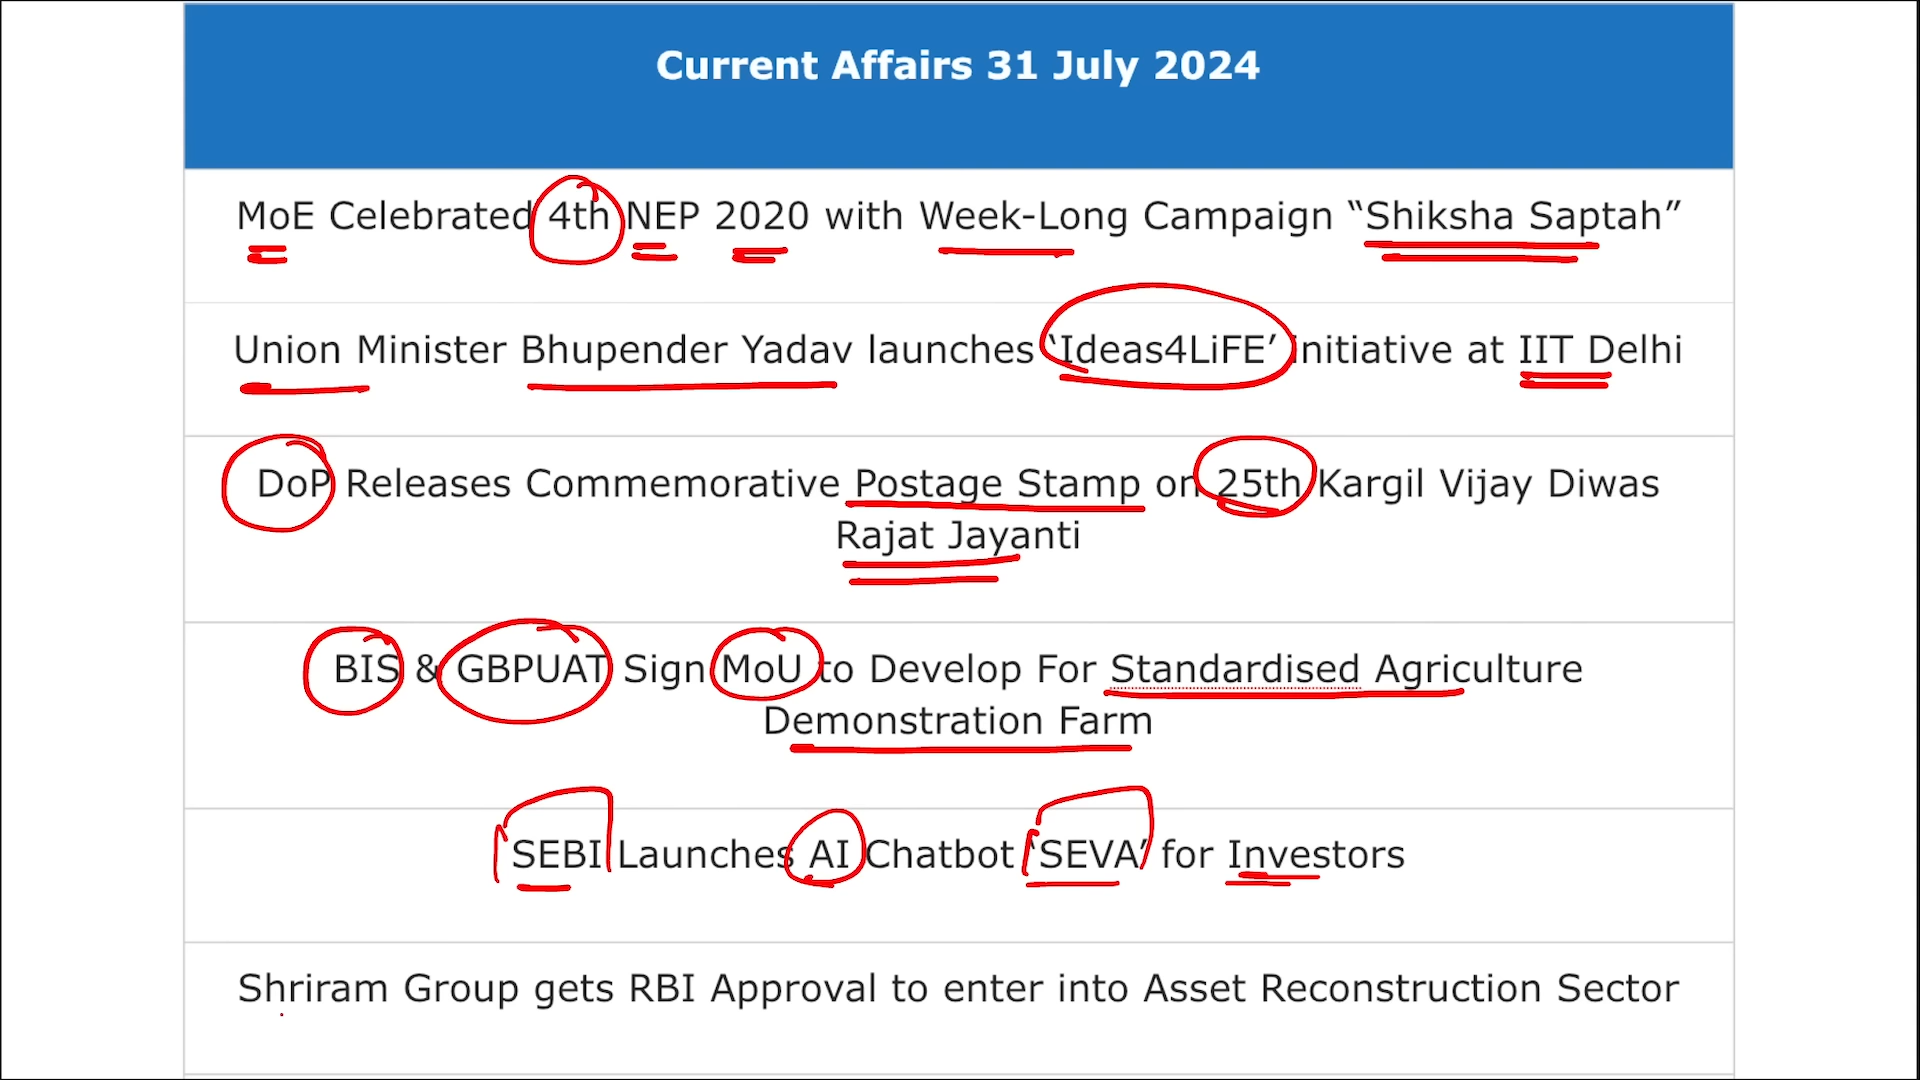 Current Affairs 31 July 2024
MoE Celebrated 4th NEP 2020 with Week-Long Campaign “Shiksha Saptah”
Union Minister Bhupender Yadav launches ‘Ideas4LiFE’ initiative at IIT Delhi
DoP Releases Commemorative Postage Stamp on 25th Kargil Vijay Diwas
Rajat Jayanti
BIS & GBPUAT Sign MoU to Develop For Standardised Agriculture
Demonstration Farm
SEBI Launches AI Chatbot ‘SEVA’ for Investors
Shriram Group gets RBI Approval to enter into Asset Reconstruction Sector